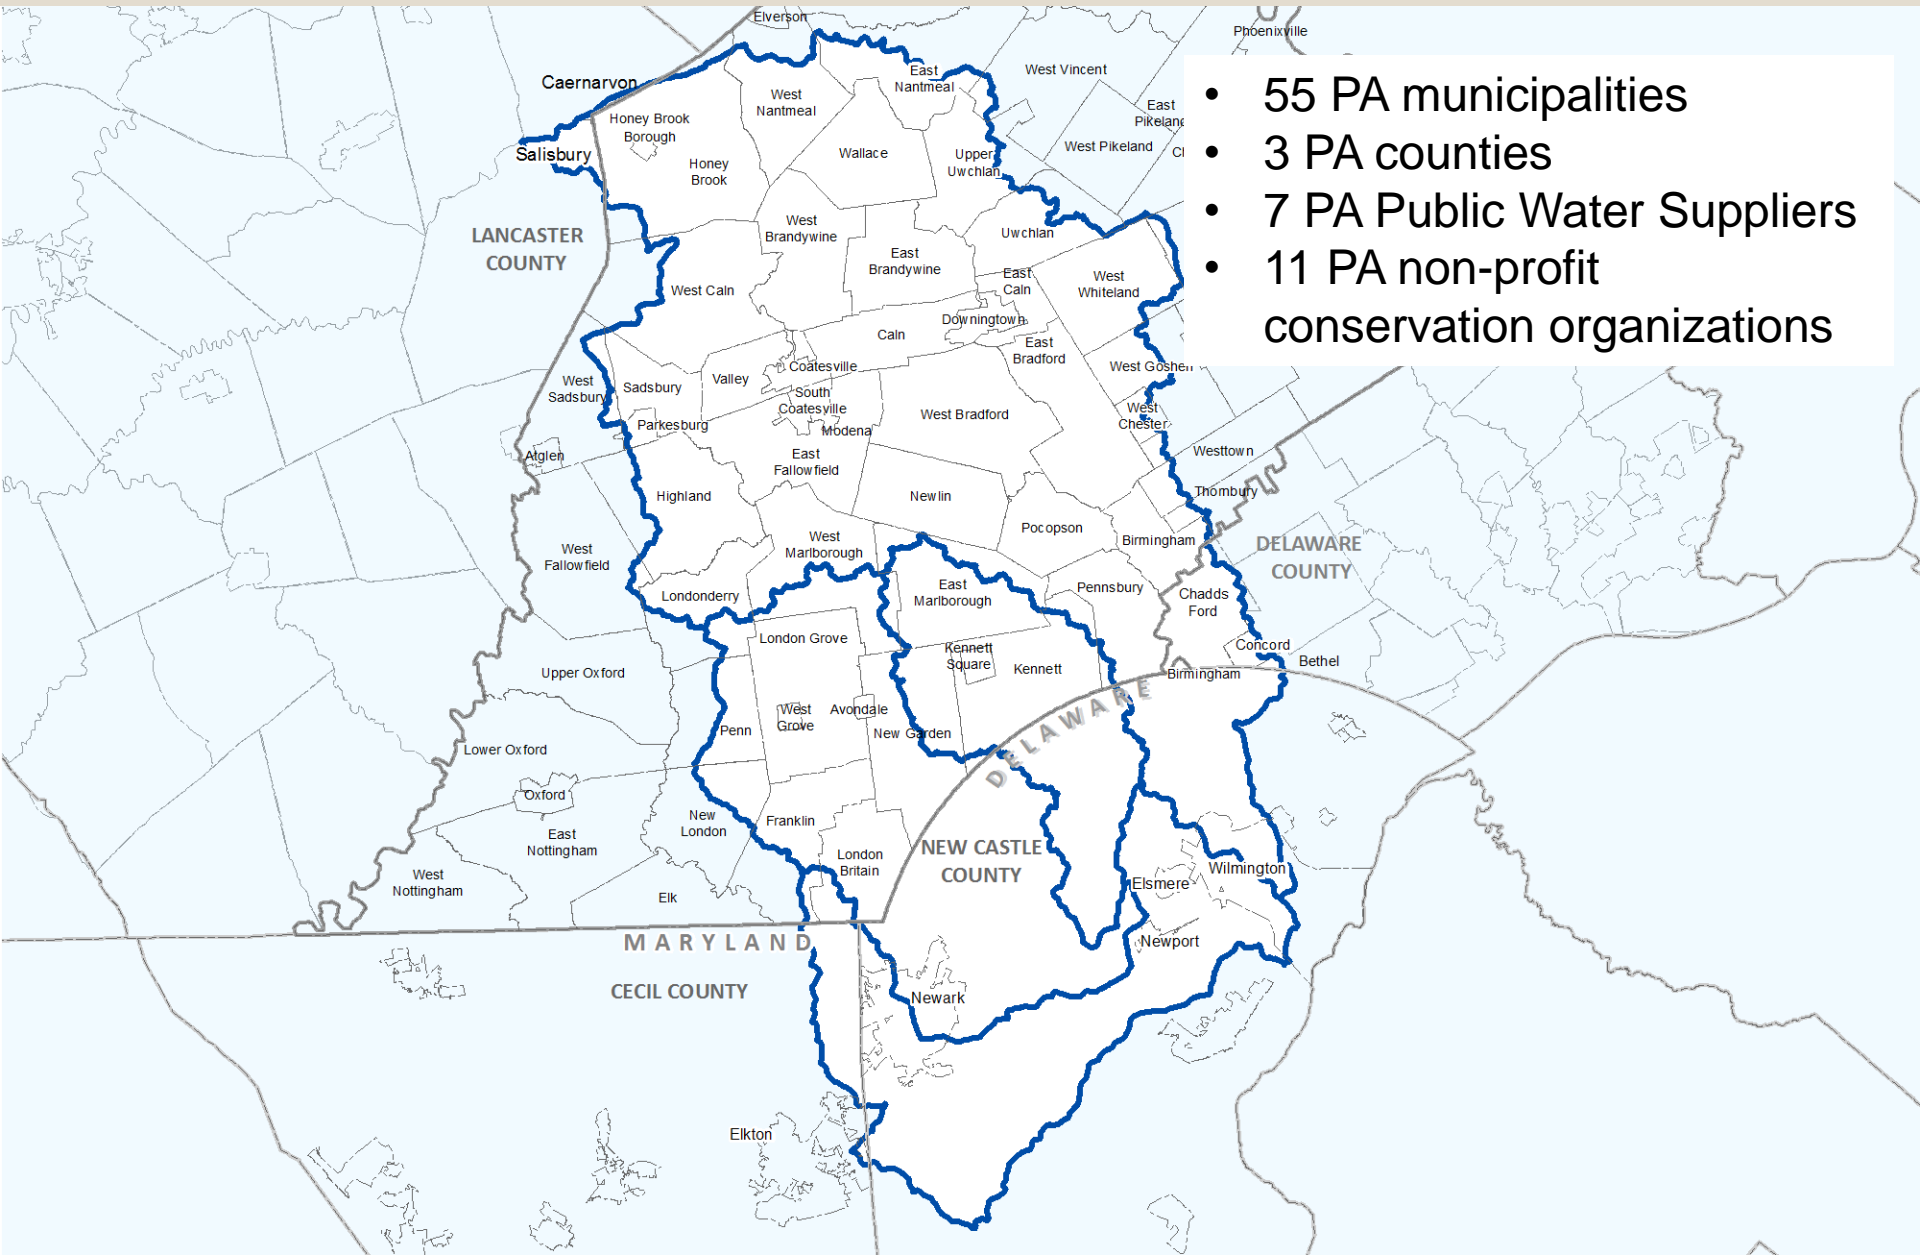 Elverson
Phoenixville
• 55 PA municipalities
• 3 PA counties
• 7 PA Public Water Suppliers
• 11 PA non-profit
conservation organizations
Caernarvon
West
Nantmeal
East
Nantmeal
West Vincent
East
West Pikeland
Honey Brook
Borough
Salisbury
Honey
Brook
Wallace
Upper
Uwchlan
LANCASTER
COUNTY
West
Brandywine
Uwchlan
East
Brandywine
East
Caln
West
Whiteland
West Caln
Downingtown
Caln
East
Bradford
West
Sadsbury
Sadsbury
Valley
Coatesville
West Goshen
South
Coatesville
West Bradford
West
Chester
Parkesburg
Modena
Atglen
East
Fallowfield
Westtown
Highland
Newlin
Thornbury
Pocopson
West
Fallowfield
West
Marlborough
Birmingham
DELAWARE
COUNTY
Londonderry
East
Marlborough
Pennsbury
Chadds
Ford
London Grove
Kennett
Square
Kennett
Concord
Bethel
Birmingham
Upper Oxford
DELAWARE
Penn
West
Grove
Avondale
New Garden
Lower Oxford
Oxford
New
London
Franklin
East
Nottingham
London
Britain
NEW CASTLE
COUNTY
West
Nottingham
Elk
Elsmere
Wilmington
MARYLAND
Newport
CECIL COUNTY
Newark
Elkton